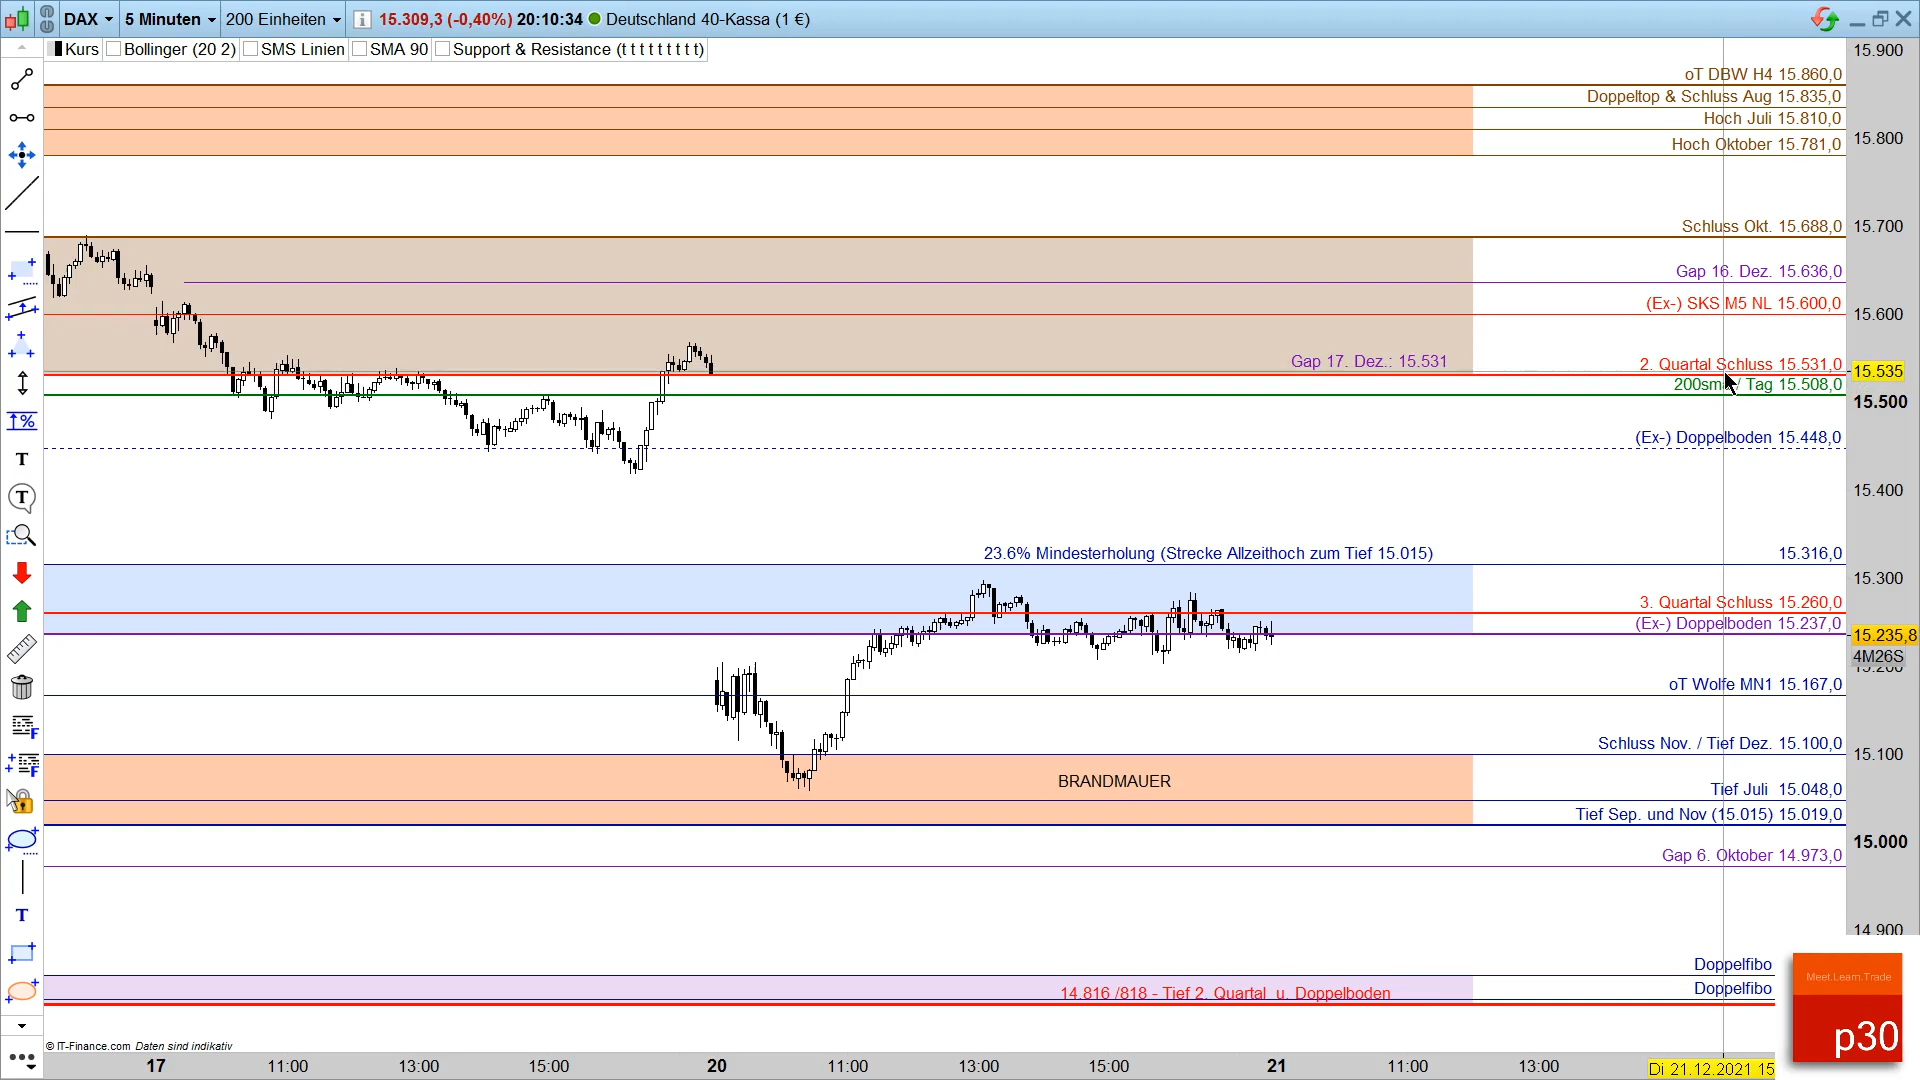 DAX 5 Minuten 200 Einheiten 15.309,3 (-0,40%) 20:10:34 Deutschland 40-Kassa (1 €)
Kurs Bollinger (20 2) SMS Linien SMA 90 Support & Resistance (t t t t t t t t t)
15.900
oT DBW H4 15.860,0
Doppeltop & Schluss Aug 15.835,0
Hoch Juli 15.810,0
15.800
Hoch Oktober 15.781,0
Schluss Okt. 15.688,0
15.700
Gap 16. Dez. 15.636,0
(Ex-) SKS M5 NL 15.600,0
15.600
Gap 17. Dez.: 15.531
2. Quartal Schluss 15.531,0
15.535
/ Tag 15.508,0
15.500
(Ex-) Doppelboden 15.448,0
15.400
23.6% Mindesterholung (Strecke Allzeithoch zum Tief 15.015)
15.316,0
15.300
3. Quartal Schluss 15.260,0
(Ex-) Doppelboden 15.237,0
15.235,8
4M26S
15.200
oT Wolfe MN1 15.167,0
Schluss Nov. / Tief Dez. 15.100,0
15.100
BRANDMAUER
Tief Juli 15.048,0
Tief Sep. und Nov (15.015) 15.019,0
15.000
Gap 6. Oktober 14.973,0
14.900
Doppelfibo
Doppelfibo
14.816 /818 - Tief 2. Quartal u. Doppelboden
Meet.Learn.Trade
p30
© IT-Finance.com Daten sind indikativ
17 11:00 13:00 15:00 20 11:00 13:00 15:00 21 11:00 13:00 Di 21.12.2021 15